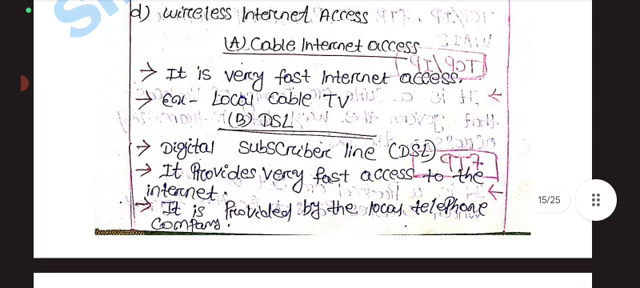 d) Wireless Internet Access
(A) Cable Internet access
→ It is very fast Internet access.
→ Ex - Local Cable TV
(B) DSL
→ Digital Subscriber line (DSL)
→ It Provides very fast access to the
internet.
→ It is Provided by the local telephone
Company.
15/25